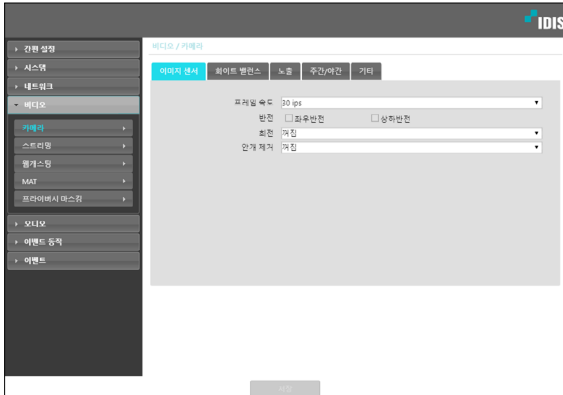 IDIS
비디오 / 카메라
간편 설정
시스템
네트워크
비디오
카메라
스트리밍
웹캐스팅
MAT
프라이버시 마스킹
오디오
이벤트 동작
이벤트
이미지 센서 화이트 밸런스 노출 주간/야간 기타
프레임 속도 30 ips
반전 좌우반전 상하반전
회전 꺼짐
안개 제거 꺼짐
저장